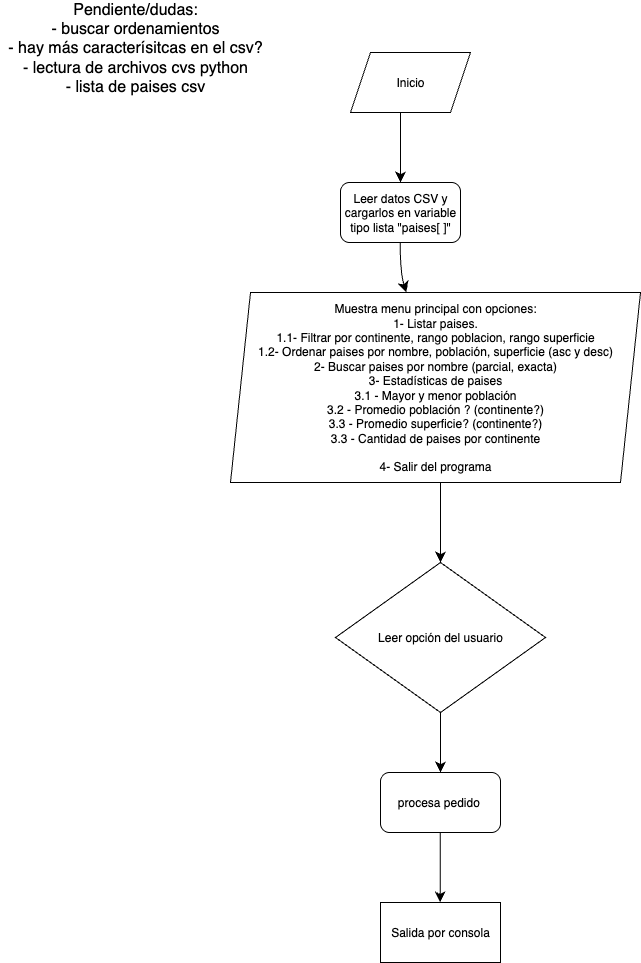 Pendiente/dudas:
- buscar ordenamientos
- hay más caracterísitcas en el csv?
- lectura de archivos cvs python
- lista de paises csv
Inicio
Leer datos CSV y
cargarlos en variable
tipo lista "paises[ ]"
Muestra menu principal con opciones:
1- Listar paises.
1.1- Filtrar por continente, rango poblacion, rango superficie
1.2- Ordenar paises por nombre, población, superficie (asc y desc)
2- Buscar paises por nombre (parcial, exacta)
3- Estadísticas de paises
3.1 - Mayor y menor población
3.2 - Promedio población ? (continente?)
3.3 - Promedio superficie? (continente?)
3.3 - Cantidad de paises por continente
4- Salir del programa
Leer opción del usuario
procesa pedido
Salida por consola